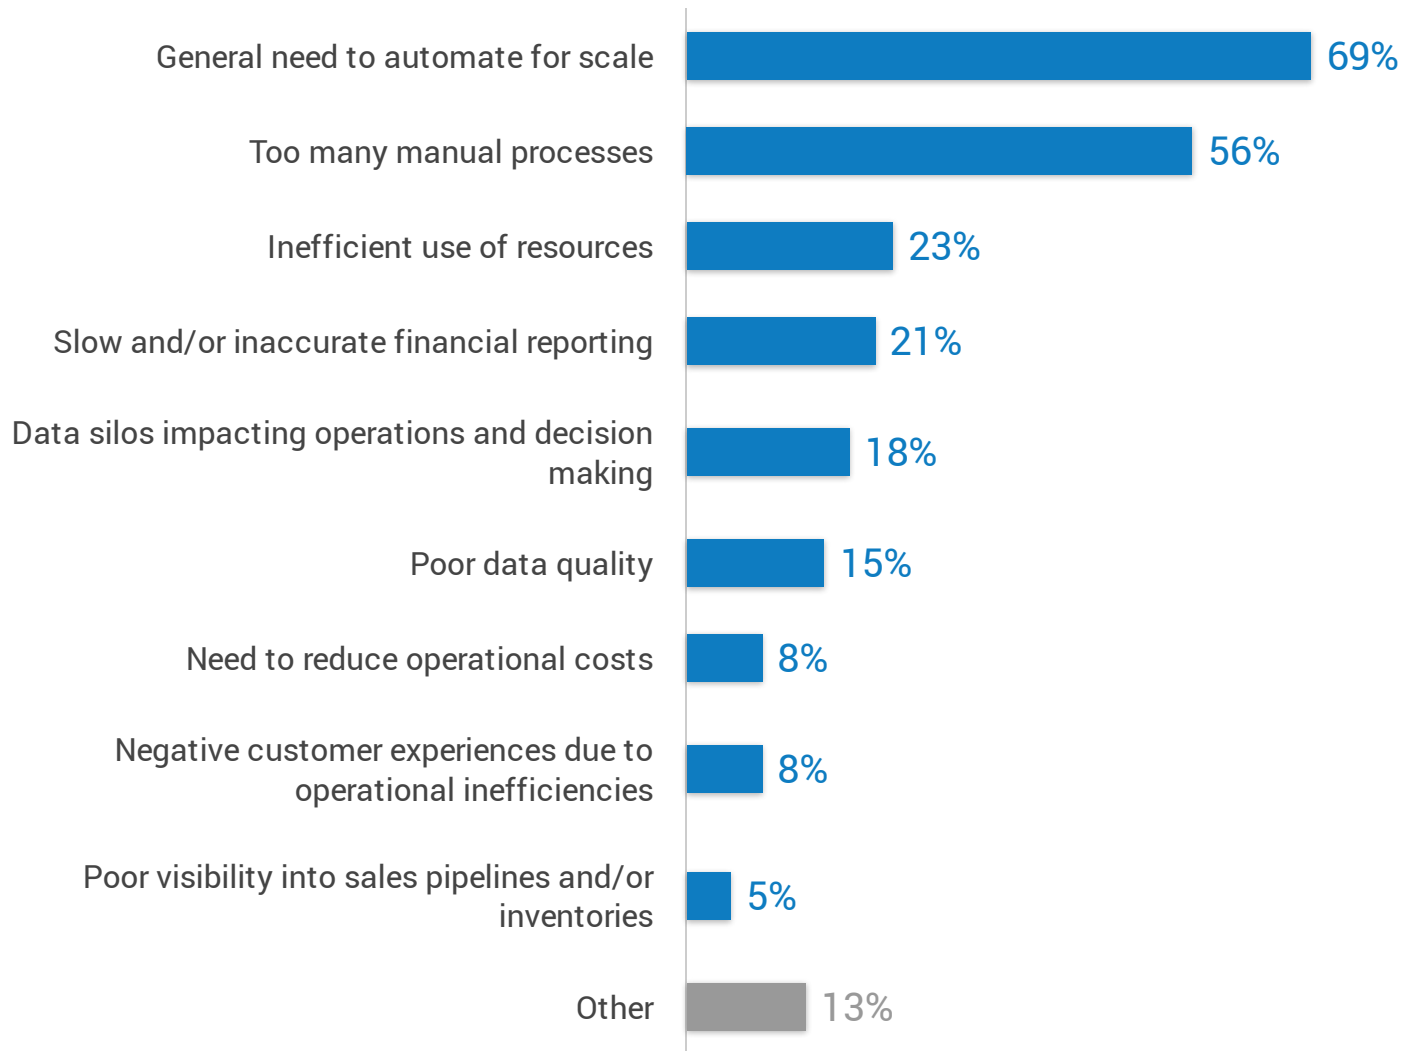 General need to automate for scale 69%
Too many manual processes 56%
Inefficient use of resources 23%
Slow and/or inaccurate financial reporting 21%
Data silos impacting operations and decision
making 18%
Poor data quality 15%
Need to reduce operational costs 8%
Negative customer experiences due to
operational inefficiencies 8%
Poor visibility into sales pipelines and/or
inventories 5%
Other 13%